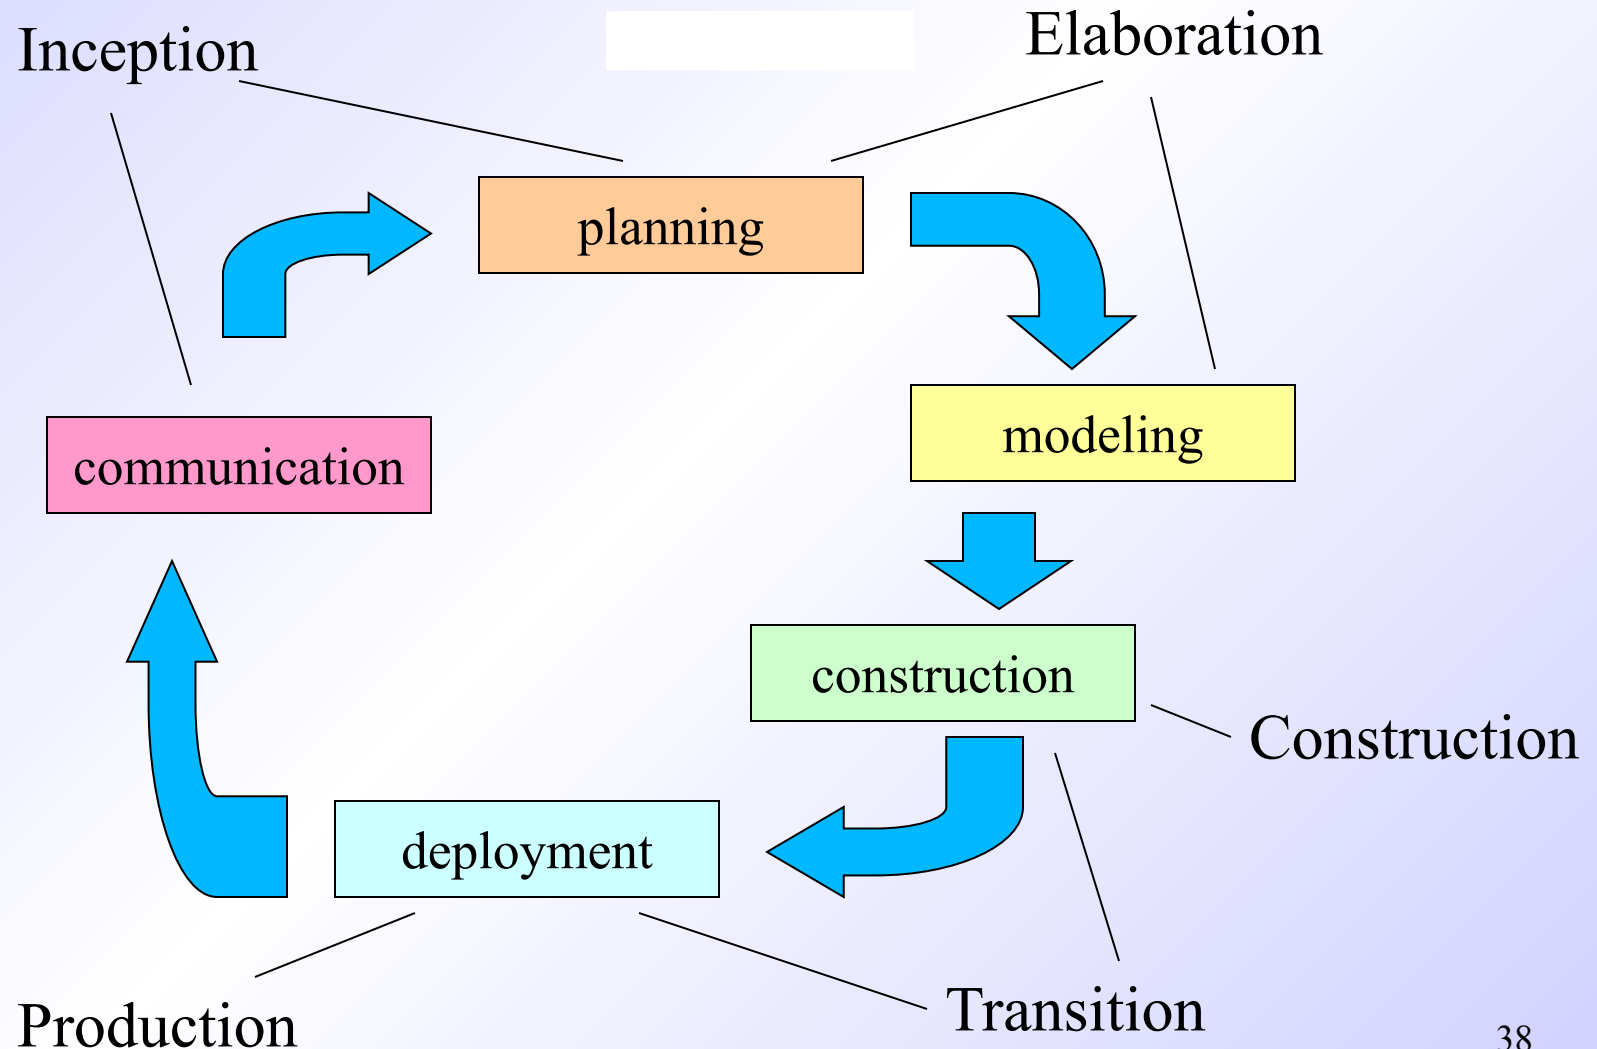 Inception
Elaboration
planning
modeling
communication
construction
Construction
deployment
Transition
Production
38